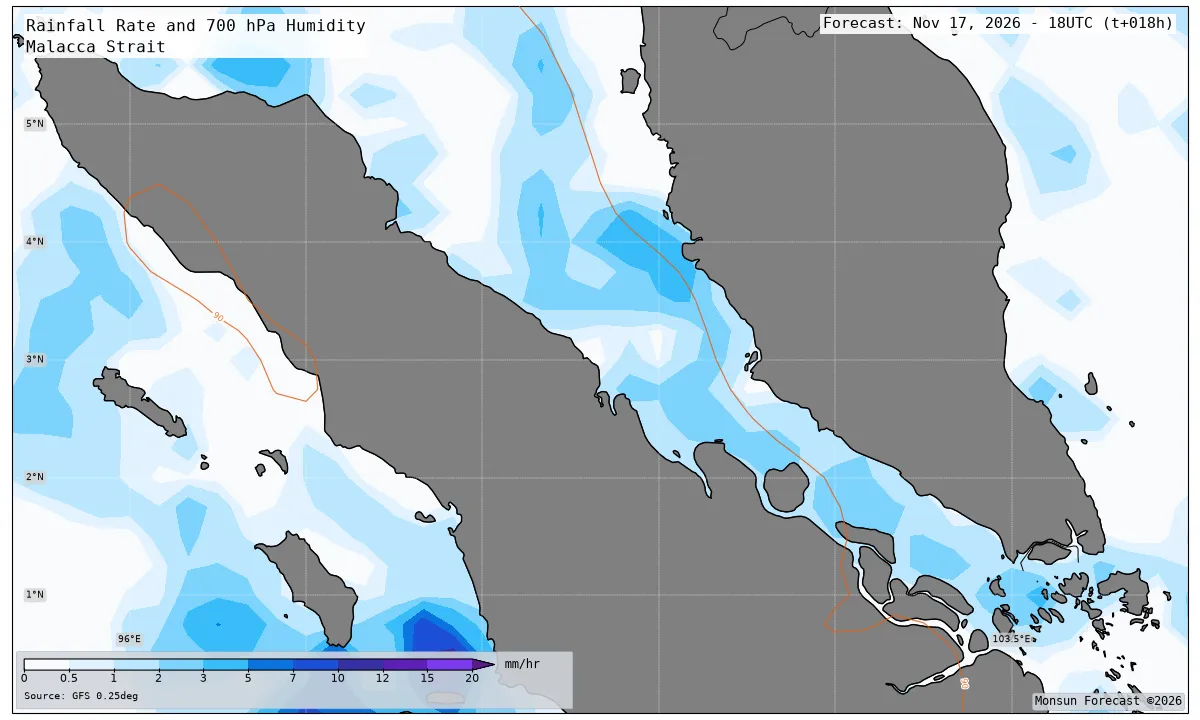 Rainfall Rate and 700 hPa Humidity
Malacca Strait
Forecast: Nov 17, 2026 - 18UTC (t+018h)
5°N
4°N
90
3°N
2°N
1°N
96°E
103.5°E
mm/hr
0 0.5 1 2 3 5 7 10 12 15 20
Source: GFS 0.25deg
90
Monsun Forecast ©2026